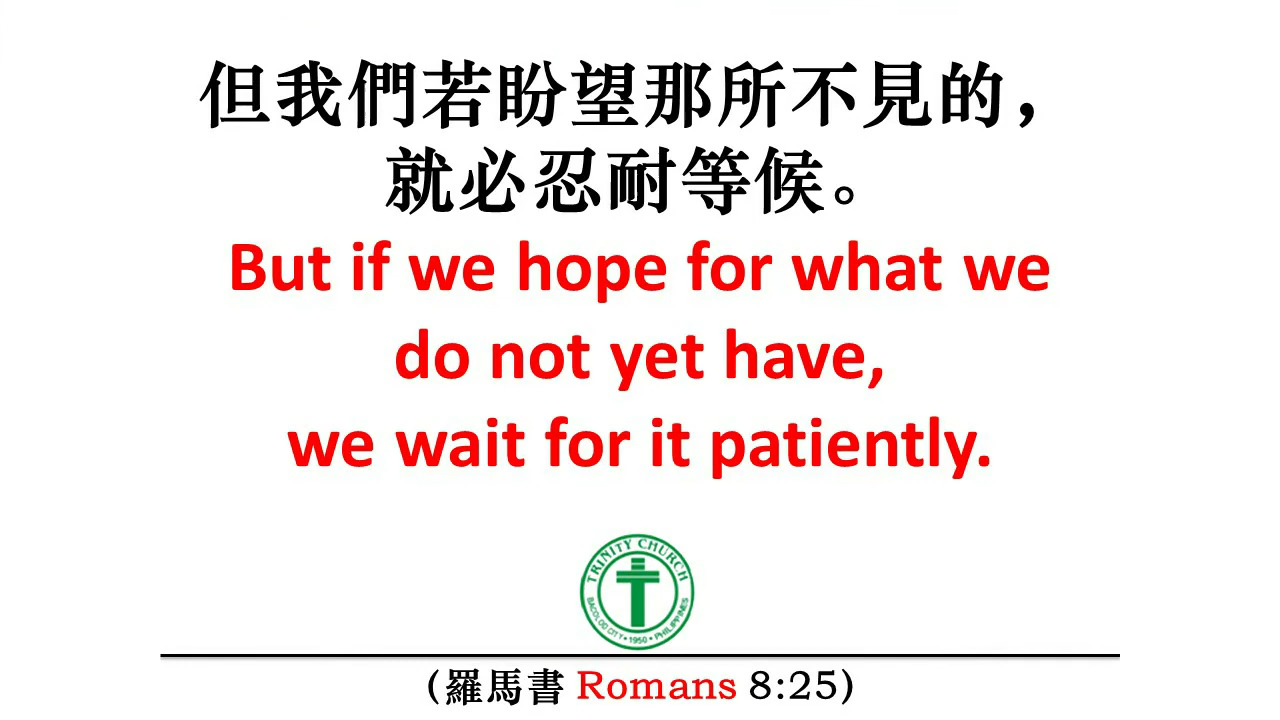 但我們若盼望那所不見的，
就必忍耐等候。
But if we hope for what we
do not yet have,
we wait for it patiently.
TRINITY CHURCH
BACOLOD CITY • 1950 • PHILIPPINES
(羅馬書 Romans 8:25)